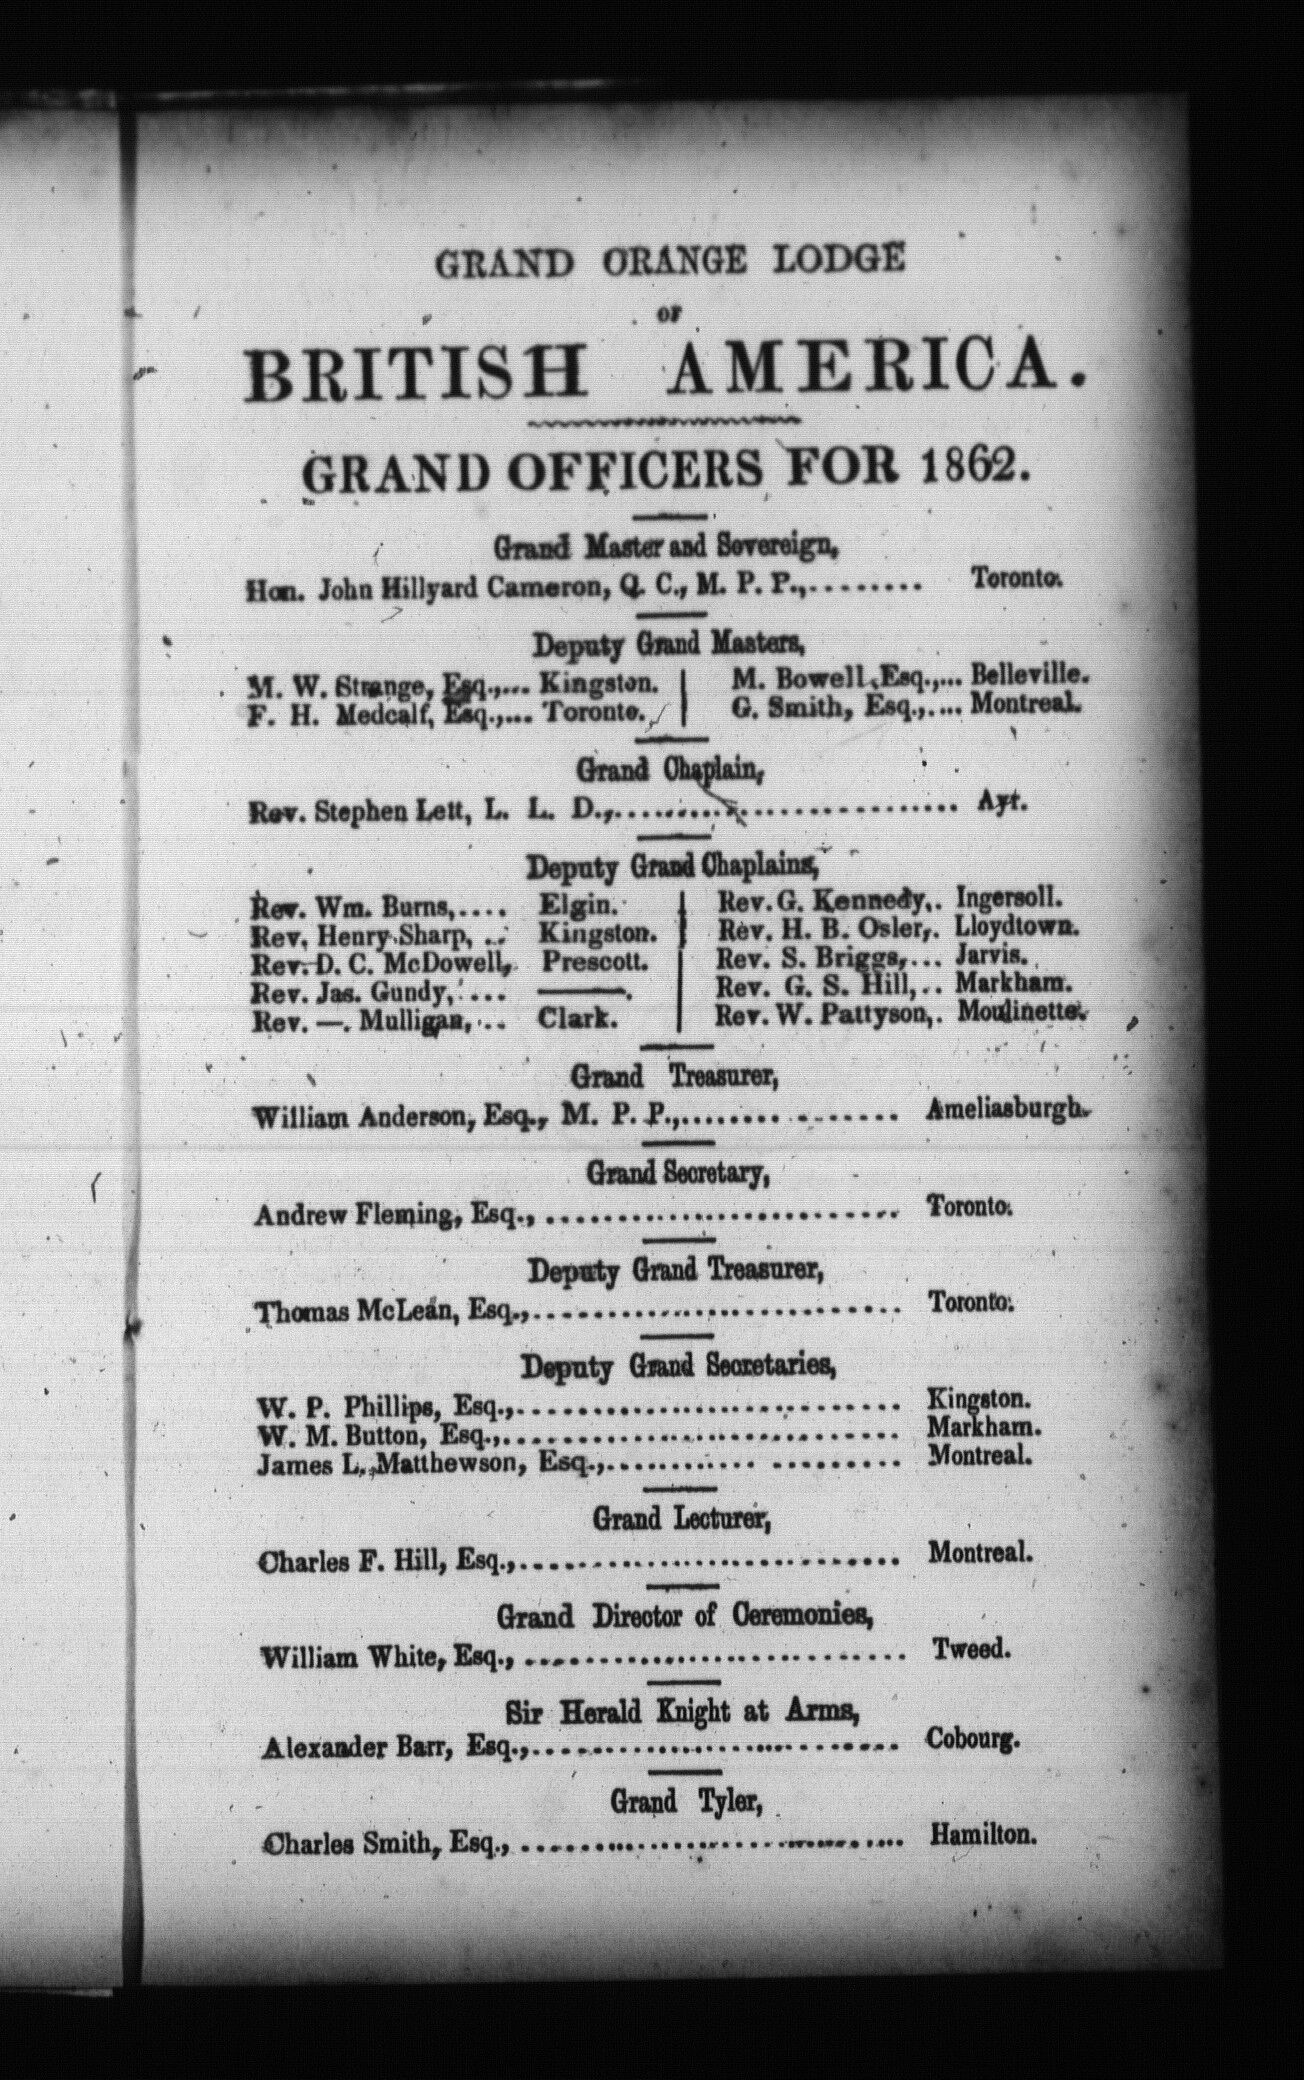 GRAND ORANGE LODGE
OF
BRITISH AMERICA.
GRAND OFFICERS FOR 1862.
Grand Master and Sovereign,
Hon. John Hillyard Cameron, Q. C., M. P. P.,........ Toronto.
Deputy Grand Masters,
M. W. Strange, Esq.,... Kingston.
F. H. Medcalf, Esq.,... Toronto.
M. Bowell Esq.,... Belleville.
G. Smith, Esq.,.... Montreal.
Grand Chaplain,
Rev. Stephen Lett, L. L. D.,............................ Ayr.
Deputy Grand Chaplains,
Rev. Wm. Burns,.... Elgin.
Rev. Henry Sharp, .. Kingston.
Rev. D. C. McDowell, Prescott.
Rev. Jas. Gundy, ... ———.
Rev. —. Mulligan, .. Clark.
Rev. G. Kennedy,. Ingersoll.
Rev. H. B. Osler,. Lloydtown.
Rev. S. Briggs,... Jarvis.
Rev. G. S. Hill,.. Markham.
Rev. W. Pattyson,. Moulinette.
Grand Treasurer,
William Anderson, Esq., M. P. P.,........ ....... Ameliasburgh.
Grand Secretary,
Andrew Fleming, Esq., .......................... Toronto.
Deputy Grand Treasurer,
Thomas McLean, Esq.,........................... Toronto.
Deputy Grand Secretaries,
W. P. Phillips, Esq.,............................ Kingston.
W. M. Button, Esq.,............................. Markham.
James L. Matthewson, Esq.,............ ......... Montreal.
Grand Lecturer,
Charles F. Hill, Esq.,............................ Montreal.
Grand Director of Ceremonies,
William White, Esq., ............................ Tweed.
Sir Herald Knight at Arms,
Alexander Barr, Esq.,........................... Cobourg.
Grand Tyler,
Charles Smith, Esq., ............................ Hamilton.